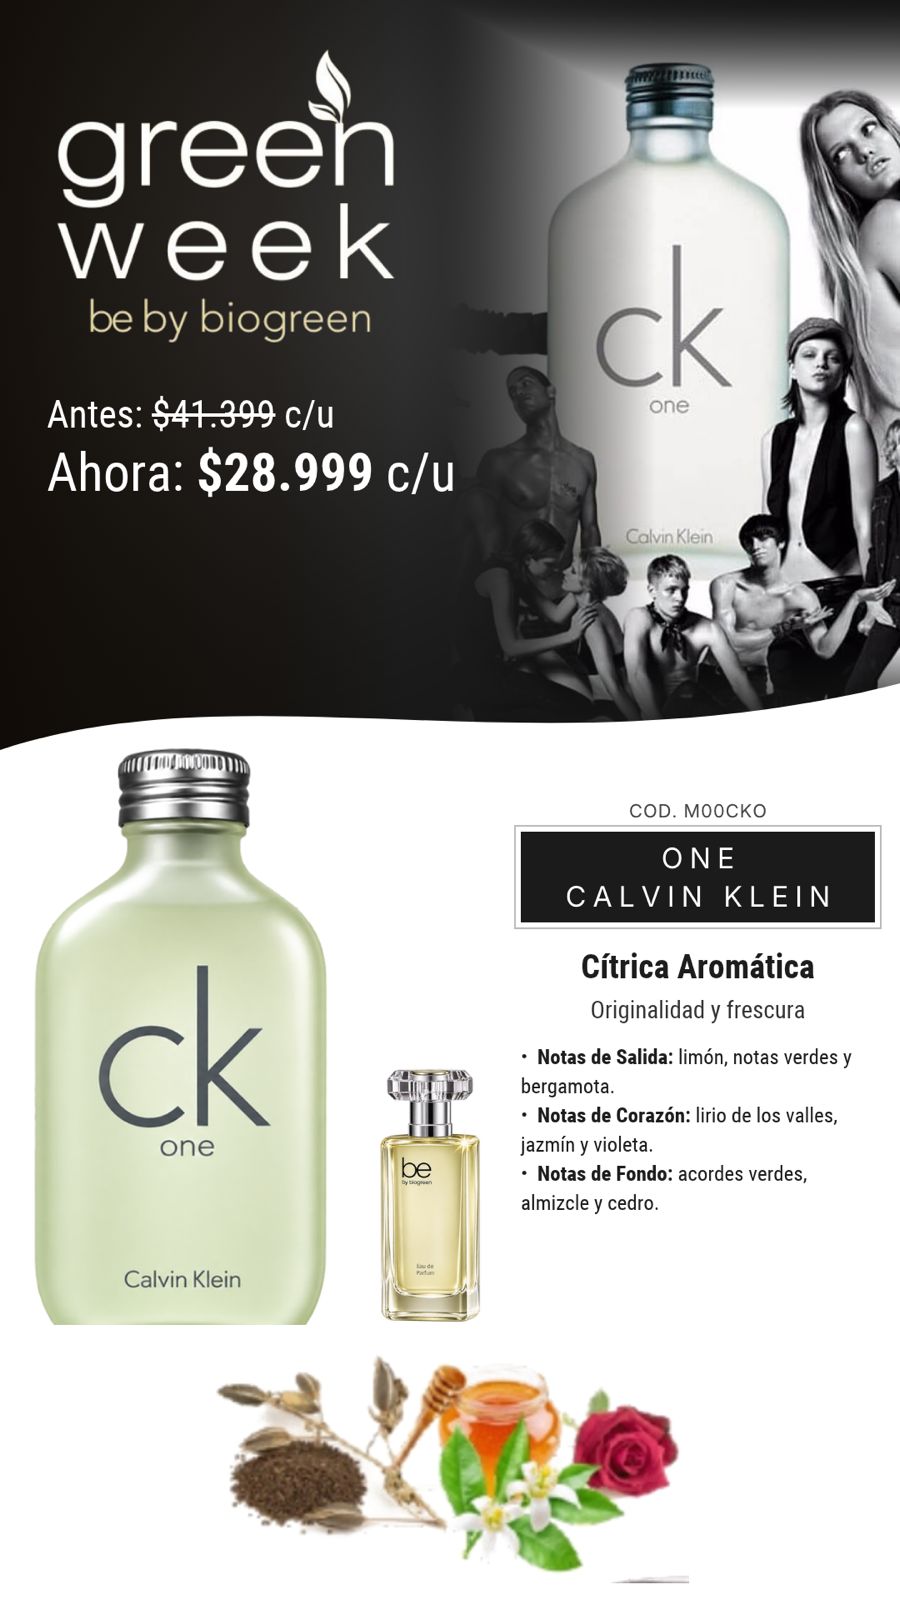 green
week
be by biogreen
Antes: $41.399 c/u
Ahora: $28.999 c/u
ck
one
Calvin Klein
COD. M00CKO
ONE
CALVIN KLEIN
Cítrica Aromática
Originalidad y frescura
• Notas de Salida: limón, notas verdes y
bergamota.
• Notas de Corazón: lirio de los valles,
jazmín y violeta.
• Notas de Fondo: acordes verdes,
almizcle y cedro.
ck
one
Calvin Klein
be
by biogreen
Eau de
Parfum